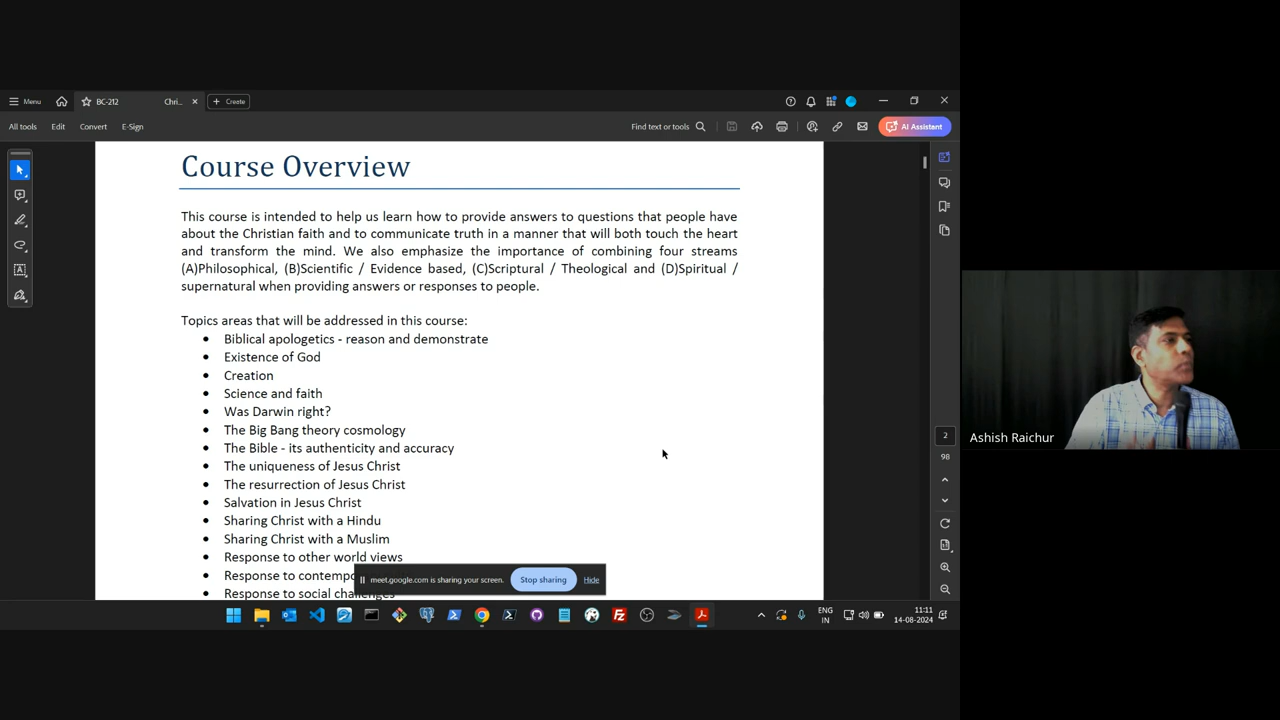 Menu
BC-212
Chri...
Create
All tools
Edit
Convert
E-Sign
Find text or tools
AI Assistant
Course Overview
This course is intended to help us learn how to provide answers to questions that people have
about the Christian faith and to communicate truth in a manner that will both touch the heart
and transform the mind. We also emphasize the importance of combining four streams
(A)Philosophical, (B)Scientific / Evidence based, (C)Scriptural / Theological and (D)Spiritual /
supernatural when providing answers or responses to people.
Topics areas that will be addressed in this course:
• Biblical apologetics - reason and demonstrate
• Existence of God
• Creation
• Science and faith
• Was Darwin right?
• The Big Bang theory cosmology
• The Bible - its authenticity and accuracy
• The uniqueness of Jesus Christ
• The resurrection of Jesus Christ
• Salvation in Jesus Christ
• Sharing Christ with a Hindu
• Sharing Christ with a Muslim
• Response to other world views
• Response to contempo
• Response to social challenges
meet.google.com is sharing your screen.
Stop sharing
Hide
2
98
Ashish Raichur
ENG
IN
11:11
14-08-2024